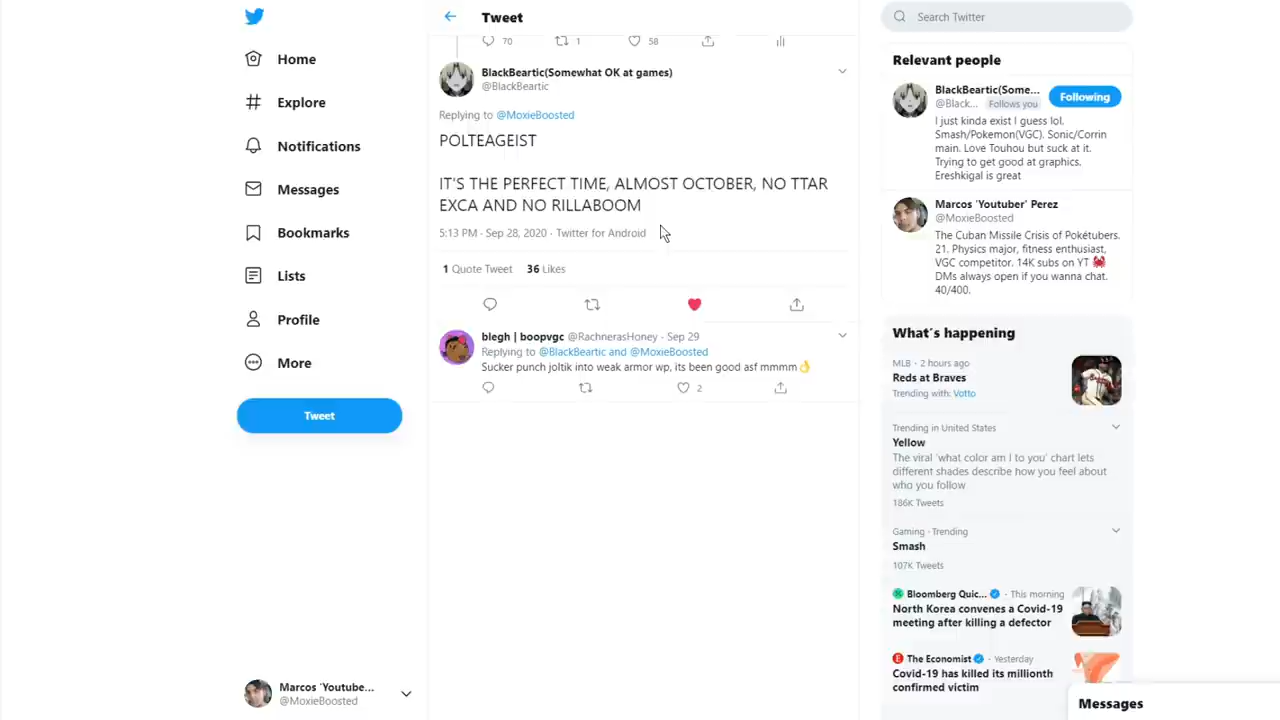 Home
Explore
Notifications
Messages
Bookmarks
Lists
Profile
More
Tweet
Marcos 'Youtube...
@MoxieBoosted
Tweet
70
1
58
BlackBeartic(Somewhat OK at games)
@BlackBeartic
Replying to @MoxieBoosted
POLTEAGEIST
IT'S THE PERFECT TIME, ALMOST OCTOBER, NO TTAR
EXCA AND NO RILLABOOM
5:13 PM · Sep 28, 2020 · Twitter for Android
1 Quote Tweet 36 Likes
blegh | boopvgc @RachnerasHoney · Sep 29
Replying to @BlackBeartic and @MoxieBoosted
Sucker punch joltik into weak armor wp, its been good asf mmmm👌
2
Search Twitter
Relevant people
BlackBeartic(Some...
@Black... Follows you
Following
I just kinda exist I guess lol.
Smash/Pokemon(VGC). Sonic/Corrin
main. Love Touhou but suck at it.
Trying to get good at graphics.
Ereshkigal is great
Marcos 'Youtuber' Perez
@MoxieBoosted
The Cuban Missile Crisis of Pokétubers.
21. Physics major, fitness enthusiast,
VGC competitor. 14K subs on YT 🦀
DMs always open if you wanna chat.
40/400.
What's happening
MLB · 2 hours ago
Reds at Braves
Trending with: Votto
Trending in United States
Yellow
The viral 'what color am I to you' chart lets
different shades describe how you feel about
who you follow
186K Tweets
Gaming · Trending
Smash
107K Tweets
Bloomberg Quic... · This morning
North Korea convenes a Covid-19
meeting after killing a defector
The Economist · Yesterday
Covid-19 has killed its millionth
confirmed victim
Messages